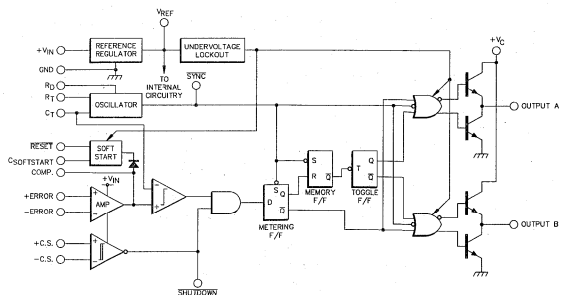 VREF
+VIN
REFERENCE REGULATOR
UNDERVOLTAGE LOCKOUT
+VC
GND
TO INTERNAL CIRCUITRY
SYNC
RD
RT
OSCILLATOR
CT
OUTPUT A
RESET
SOFT START
CSOFTSTART
COMP.
+VIN
+ERROR
-ERROR
AMP
S
D
Q
Q
METERING F/F
S
R
Q
MEMORY F/F
T
Q
Q
TOGGLE F/F
OUTPUT B
+C.S.
-C.S.
SHUTDOWN